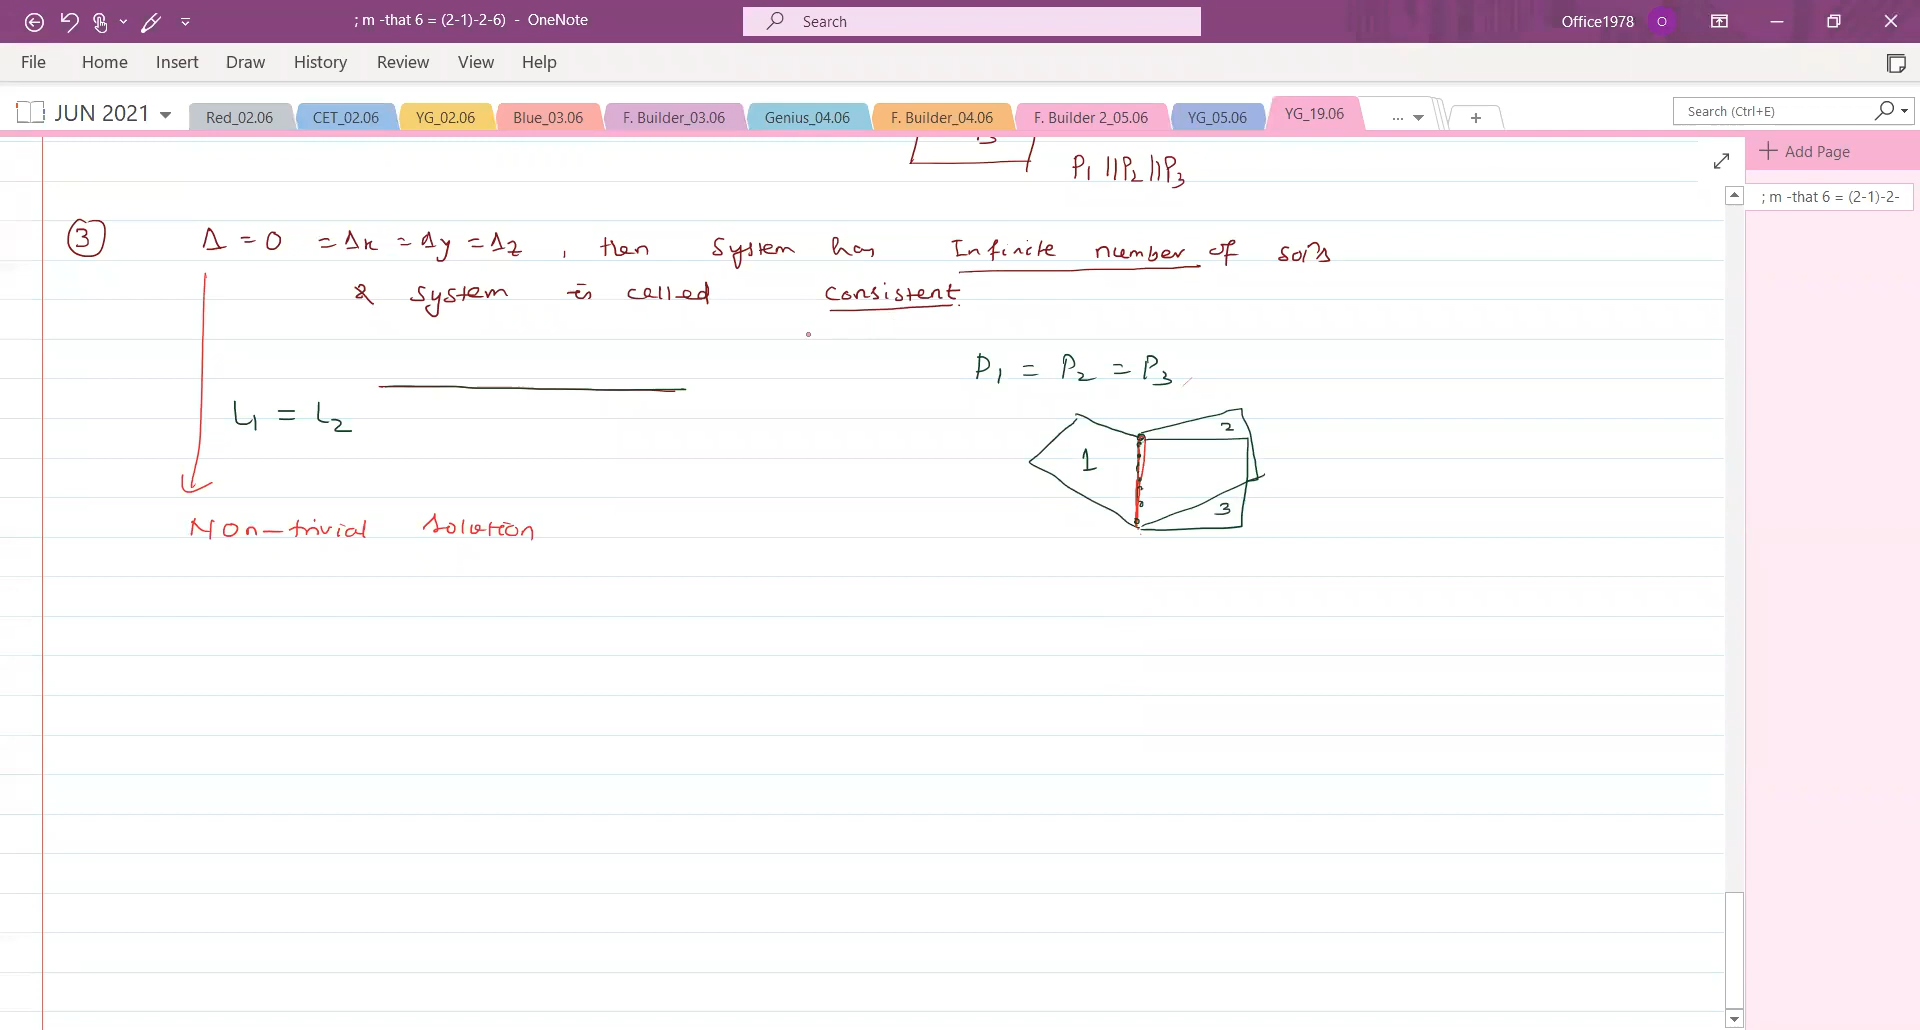 ; m -that 6 = (2-1)-2-6) - OneNote
Search
Office1978
O
File Home Insert Draw History Review View Help
JUN 2021
Red_02.06 CET_02.06 YG_02.06 Blue_03.06 F. Builder_03.06 Genius_04.06 F. Builder_04.06 F. Builder 2_05.06 YG_05.06 YG_19.06 ... +
Search (Ctrl+E)
Add Page
; m -that 6 = (2-1)-2-
P1 || P2 || P3
③ Δ = 0 = Δx = Δy = Δz , then system has Infinite number of solns
& system is called consistent.
P1 = P2 = P3
L1 = L2
1 2
3
Non-trivial solution